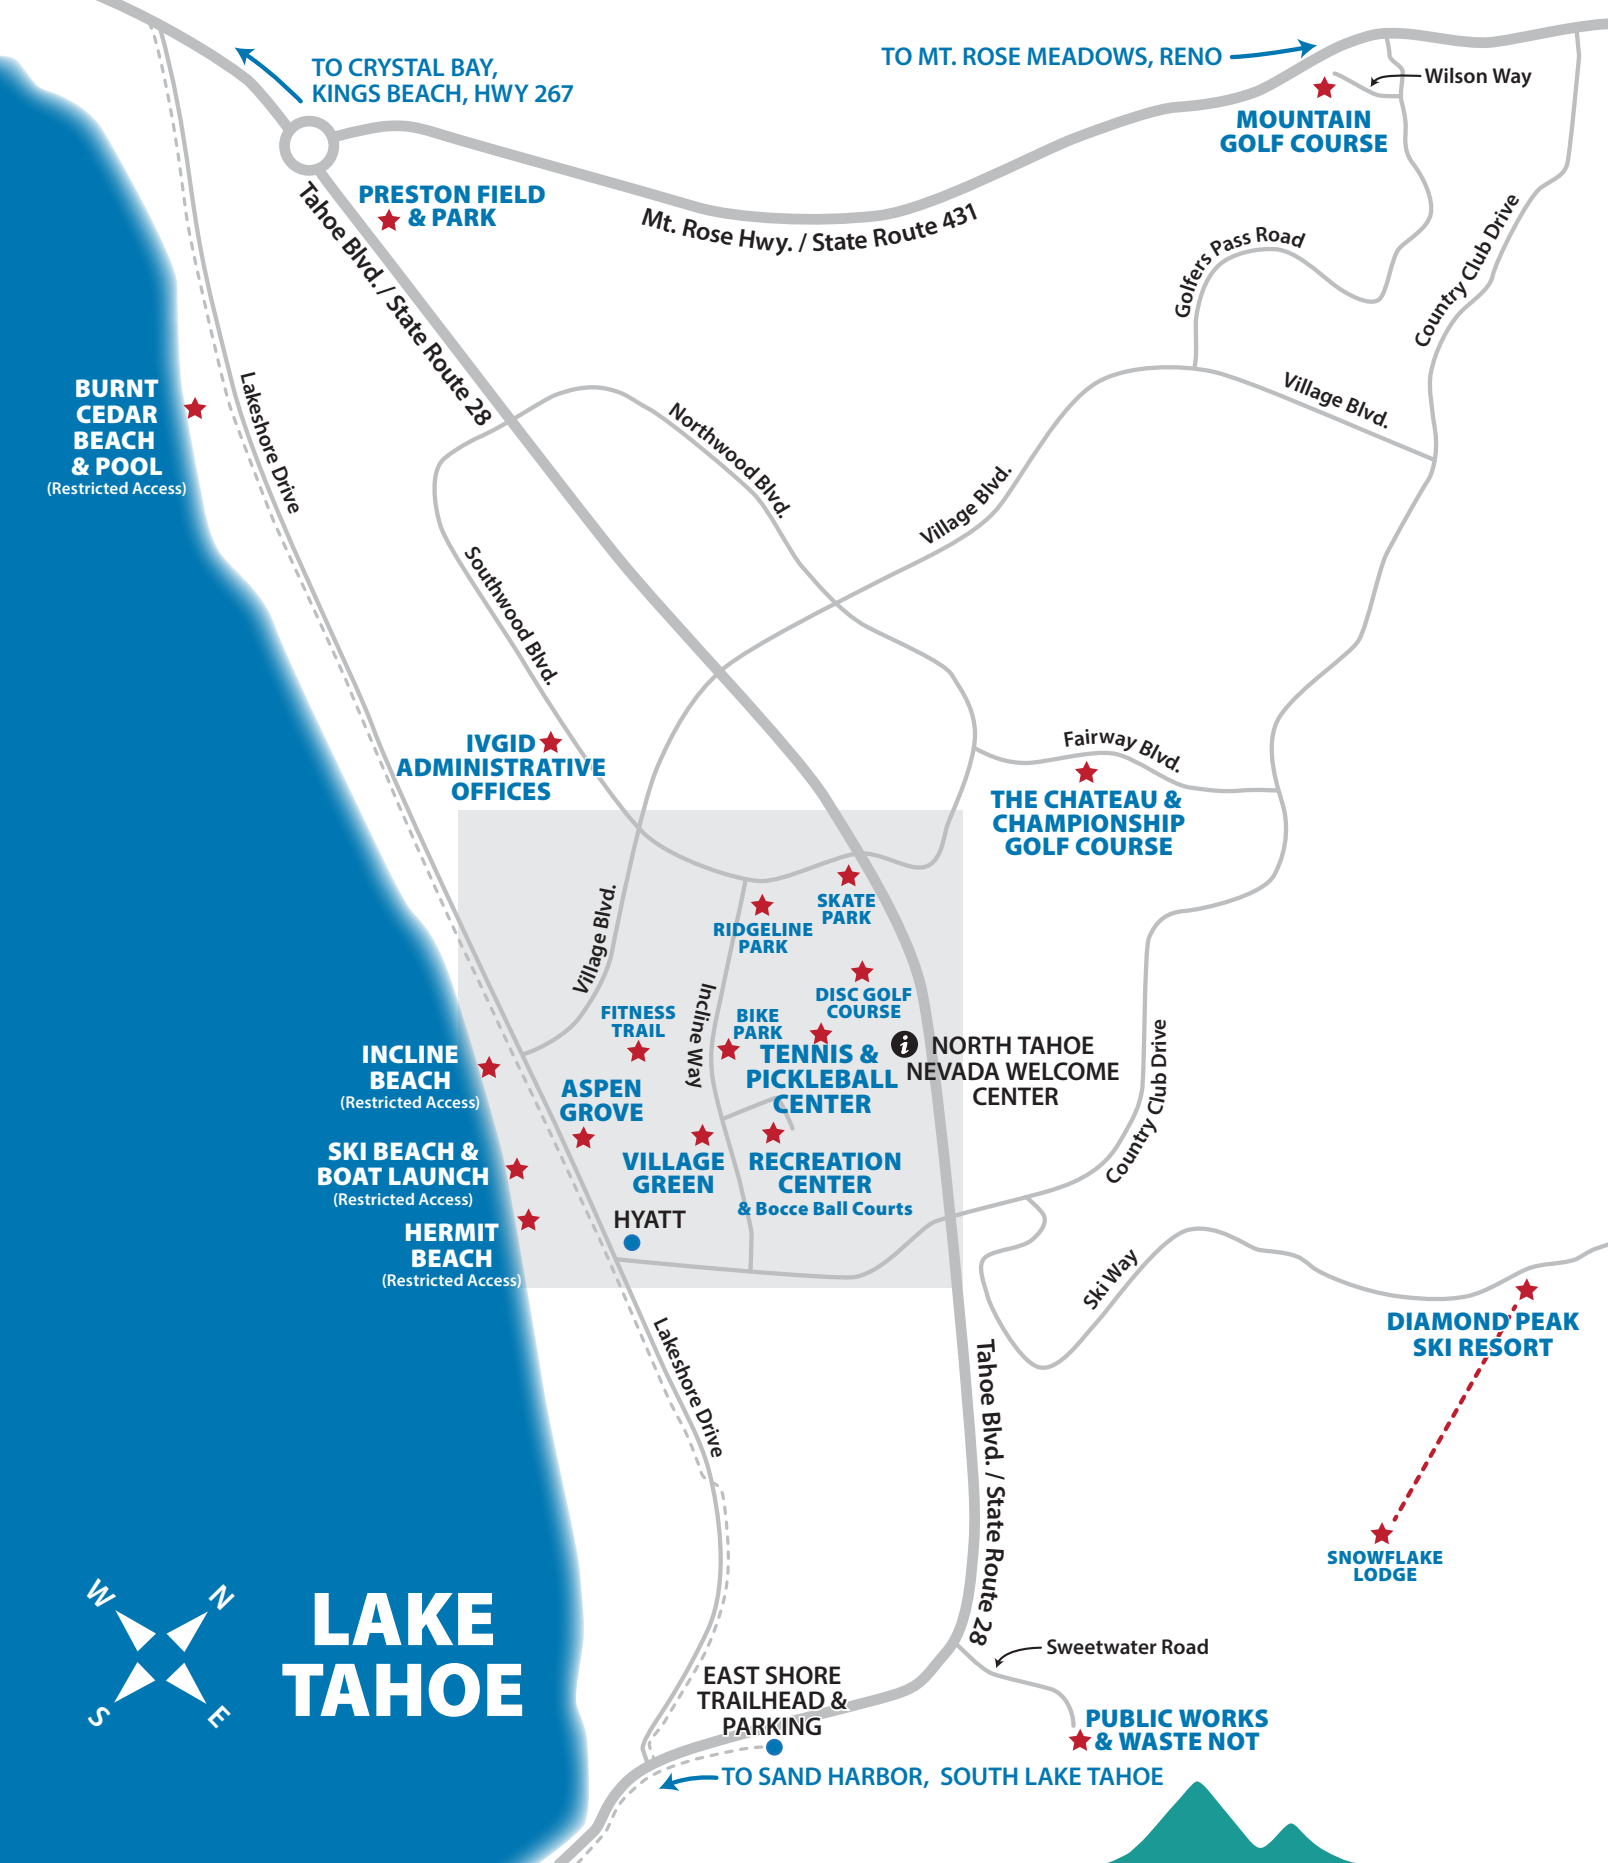 TO CRYSTAL BAY,
KINGS BEACH, HWY 267
TO MT. ROSE MEADOWS, RENO
Wilson Way
MOUNTAIN
GOLF COURSE
PRESTON FIELD
& PARK
Tahoe Blvd. / State Route 28
Mt. Rose Hwy. / State Route 431
Golfers Pass Road
Country Club Drive
BURNT
CEDAR
BEACH
& POOL
(Restricted Access)
Lakeshore Drive
Northwood Blvd.
Village Blvd.
Village Blvd.
Southwood Blvd.
IVGID
ADMINISTRATIVE
OFFICES
Fairway Blvd.
THE CHATEAU &
CHAMPIONSHIP
GOLF COURSE
Village Blvd.
RIDGELINE
PARK
SKATE
PARK
DISC GOLF
COURSE
FITNESS
TRAIL
Incline Way
BIKE
PARK
TENNIS &
PICKLEBALL
CENTER
i
NORTH TAHOE
NEVADA WELCOME
CENTER
Country Club Drive
INCLINE
BEACH
(Restricted Access)
ASPEN
GROVE
SKI BEACH &
BOAT LAUNCH
(Restricted Access)
VILLAGE
GREEN
RECREATION
CENTER
& Bocce Ball Courts
HERMIT
BEACH
(Restricted Access)
HYATT
Ski Way
DIAMOND PEAK
SKI RESORT
Lakeshore Drive
Tahoe Blvd. / State Route 28
SNOWFLAKE
LODGE
W
N
S
E
LAKE
TAHOE
Sweetwater Road
EAST SHORE
TRAILHEAD &
PARKING
PUBLIC WORKS
& WASTE NOT
TO SAND HARBOR, SOUTH LAKE TAHOE